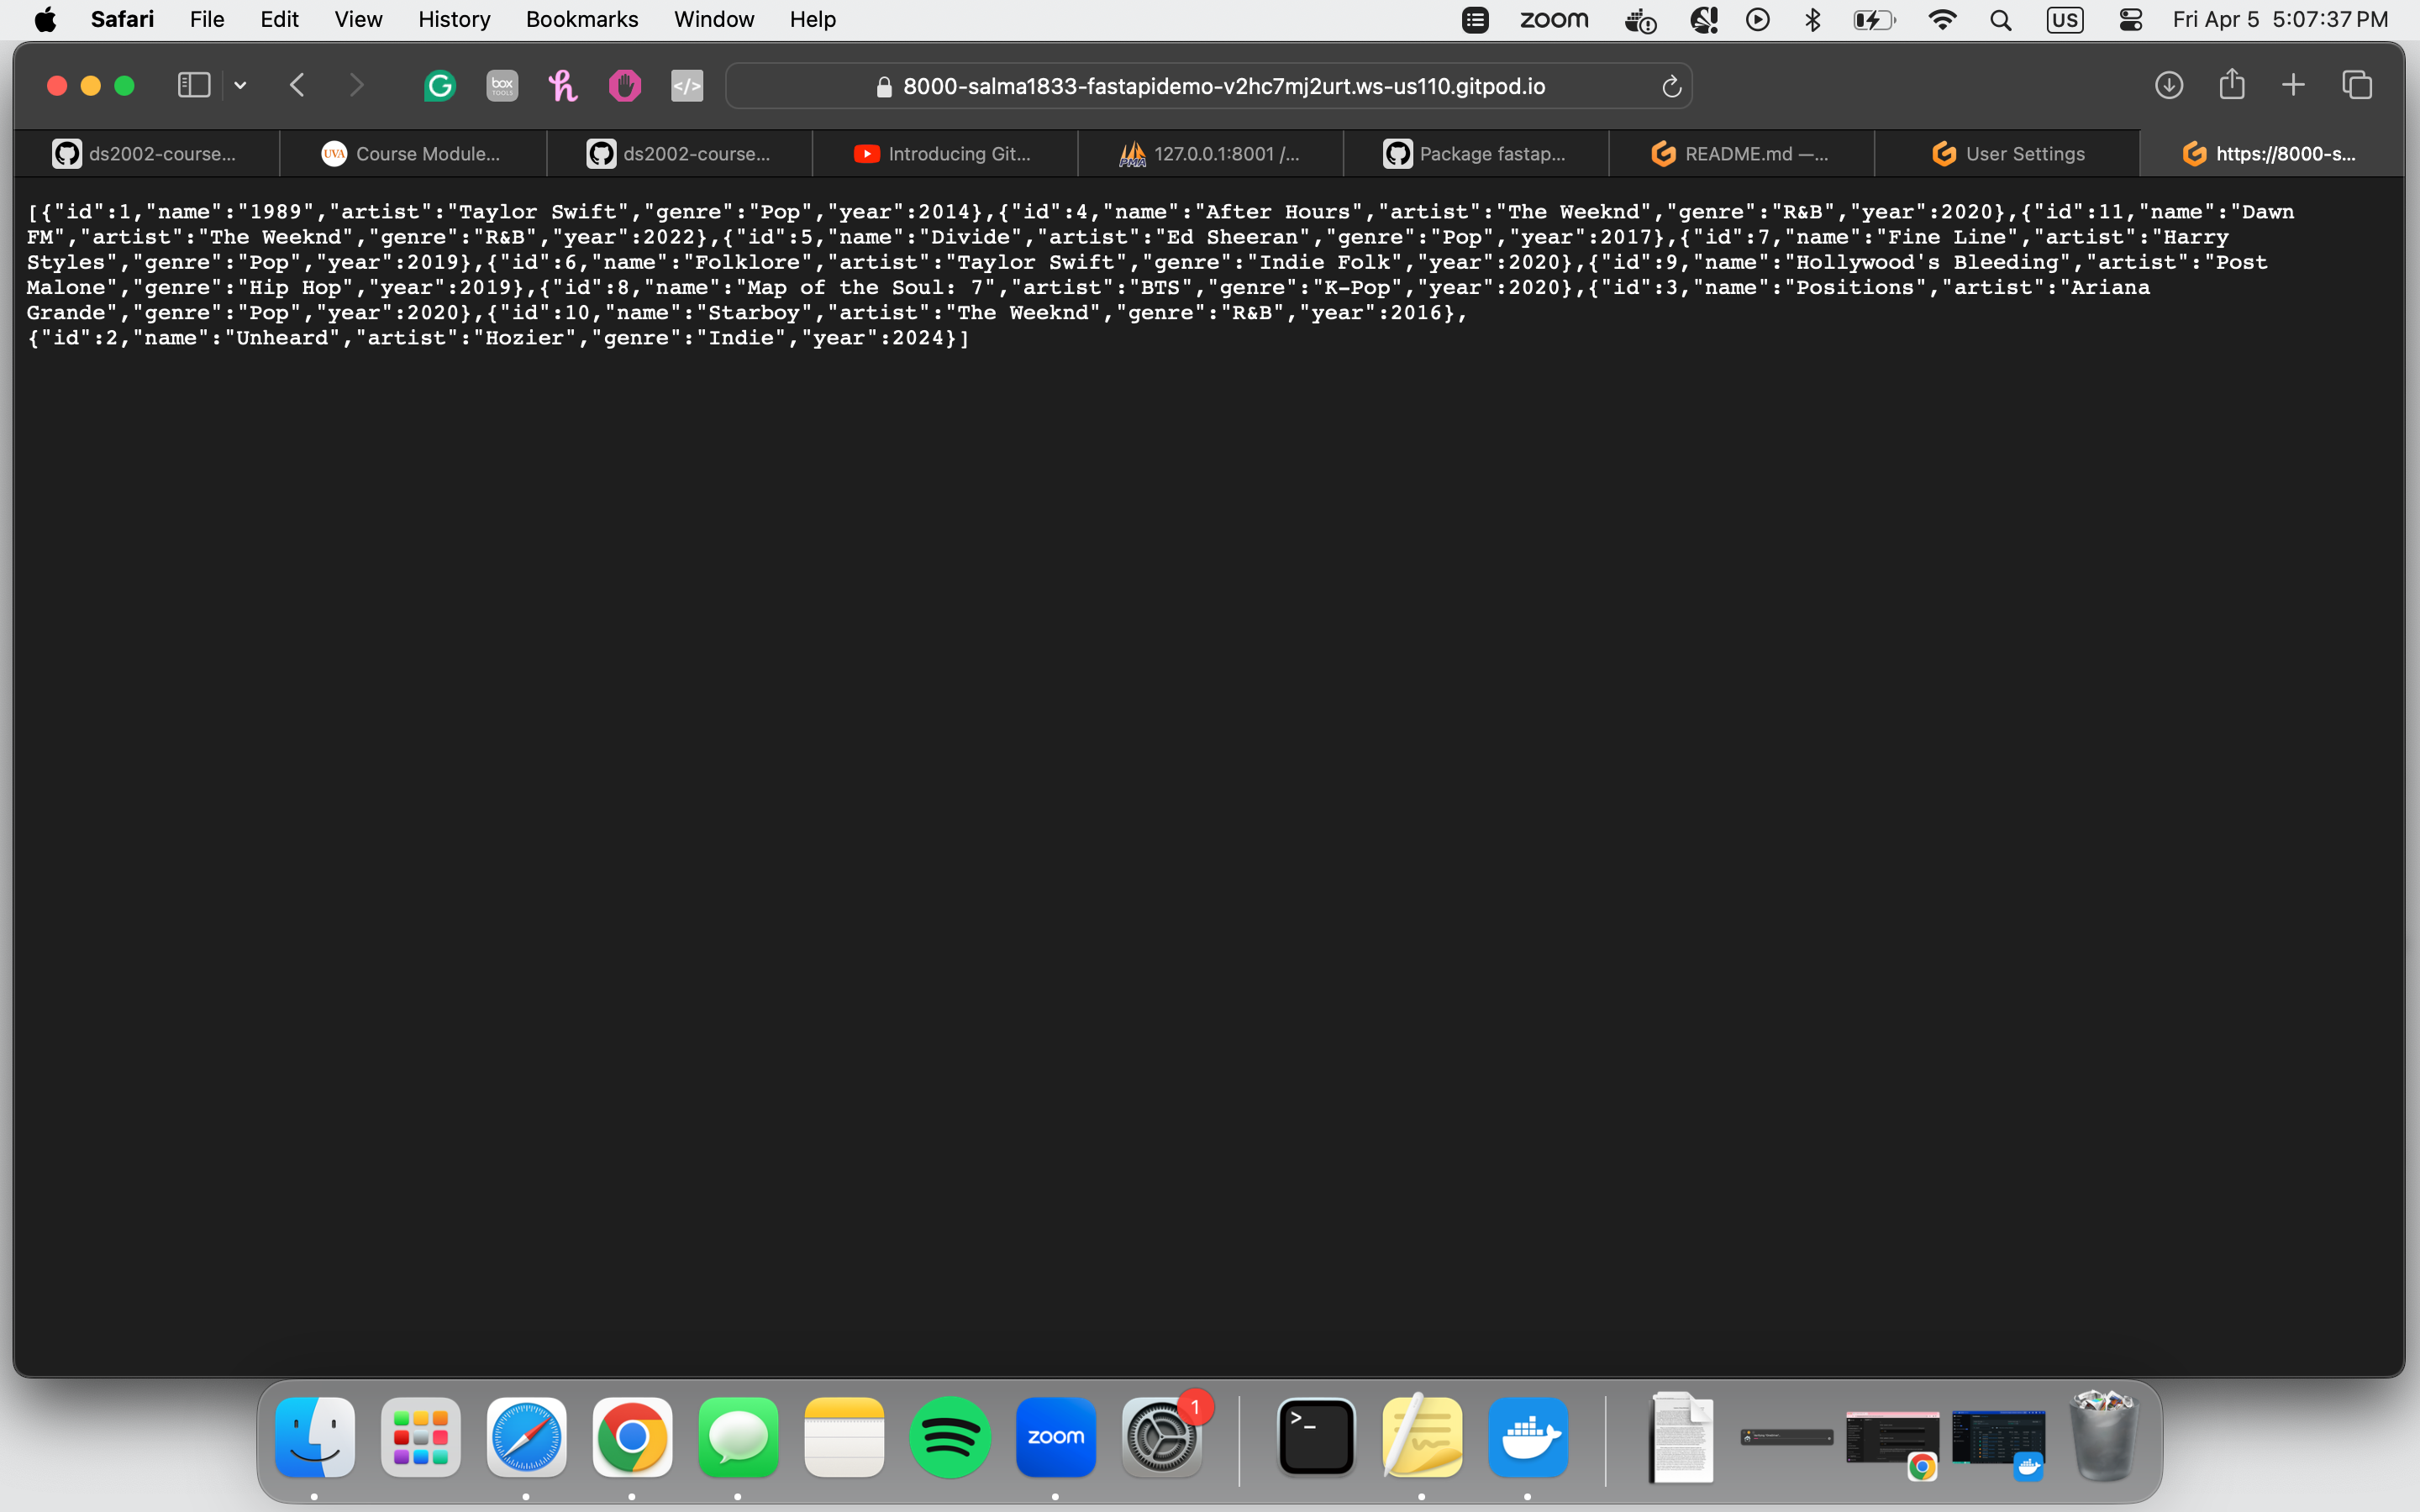 Safari File Edit View History Bookmarks Window Help zoom US Fri Apr 5 5:07:37 PM
box TOOLS </> 8000-salma1833-fastapidemo-v2hc7mj2urt.ws-us110.gitpod.io
ds2002-course... UVA Course Module... ds2002-course... Introducing Git... PMA 127.0.0.1:8001 /... Package fastap... README.md —... User Settings https://8000-s...
[{"id":1,"name":"1989","artist":"Taylor Swift","genre":"Pop","year":2014},{"id":4,"name":"After Hours","artist":"The Weeknd","genre":"R&B","year":2020},{"id":11,"name":"Dawn
FM","artist":"The Weeknd","genre":"R&B","year":2022},{"id":5,"name":"Divide","artist":"Ed Sheeran","genre":"Pop","year":2017},{"id":7,"name":"Fine Line","artist":"Harry
Styles","genre":"Pop","year":2019},{"id":6,"name":"Folklore","artist":"Taylor Swift","genre":"Indie Folk","year":2020},{"id":9,"name":"Hollywood's Bleeding","artist":"Post
Malone","genre":"Hip Hop","year":2019},{"id":8,"name":"Map of the Soul: 7","artist":"BTS","genre":"K-Pop","year":2020},{"id":3,"name":"Positions","artist":"Ariana
Grande","genre":"Pop","year":2020},{"id":10,"name":"Starboy","artist":"The Weeknd","genre":"R&B","year":2016},
{"id":2,"name":"Unheard","artist":"Hozier","genre":"Indie","year":2024}]
zoom 1 >_